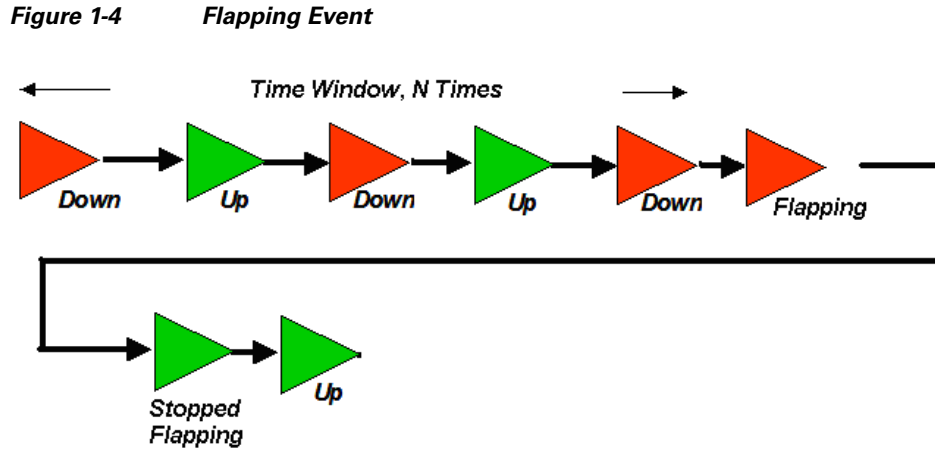 Figure 1-4 Flapping Event
Time Window, N Times
Down
Up
Down
Up
Down
Flapping
Stopped
Flapping
Up